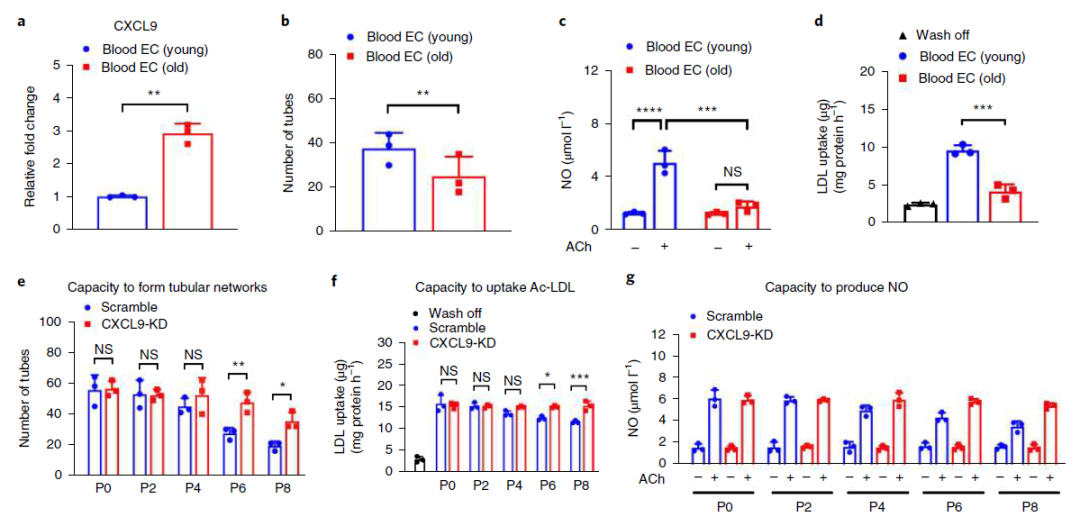 a
CXCL9
Blood EC (young)
Blood EC (old)
Relative fold change
5
4
3
2
1
0
**
b
Blood EC (young)
Blood EC (old)
Number of tubes
80
60
40
20
0
**
c
Blood EC (young)
Blood EC (old)
NO (μmol l⁻¹)
12
8
4
0
****
***
NS
ACh
– + – +
d
Wash off
Blood EC (young)
Blood EC (old)
LDL uptake (μg)
(mg protein h⁻¹)
20
15
10
5
0
***
e
Capacity to form tubular networks
Scramble
CXCL9-KD
Number of tubes
100
80
60
40
20
0
NS NS NS ** *
P0 P2 P4 P6 P8
f
Capacity to uptake Ac-LDL
Wash off
Scramble
CXCL9-KD
LDL uptake (μg)
(mg protein h⁻¹)
30
25
20
15
10
5
0
NS NS NS * ***
P0 P2 P4 P6 P8
g
Capacity to produce NO
Scramble
CXCL9-KD
NO (μmol l⁻¹)
12
10
8
6
4
2
0
ACh – + – + – + – + – + – + – + – + – + – +
P0 P2 P4 P6 P8